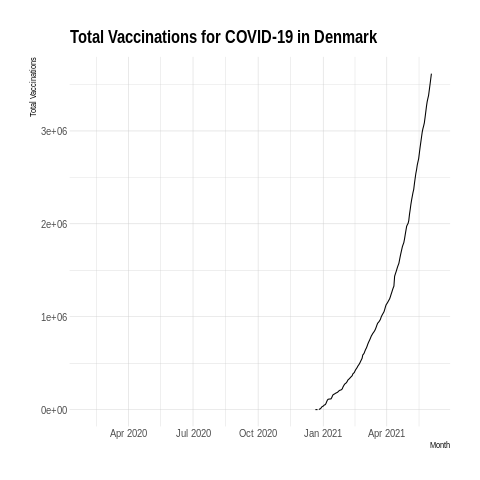 Total Vaccinations for COVID-19 in Denmark
Total Vaccinations
3e+06
2e+06
1e+06
0e+00
Apr 2020 Jul 2020 Oct 2020 Jan 2021 Apr 2021
Month